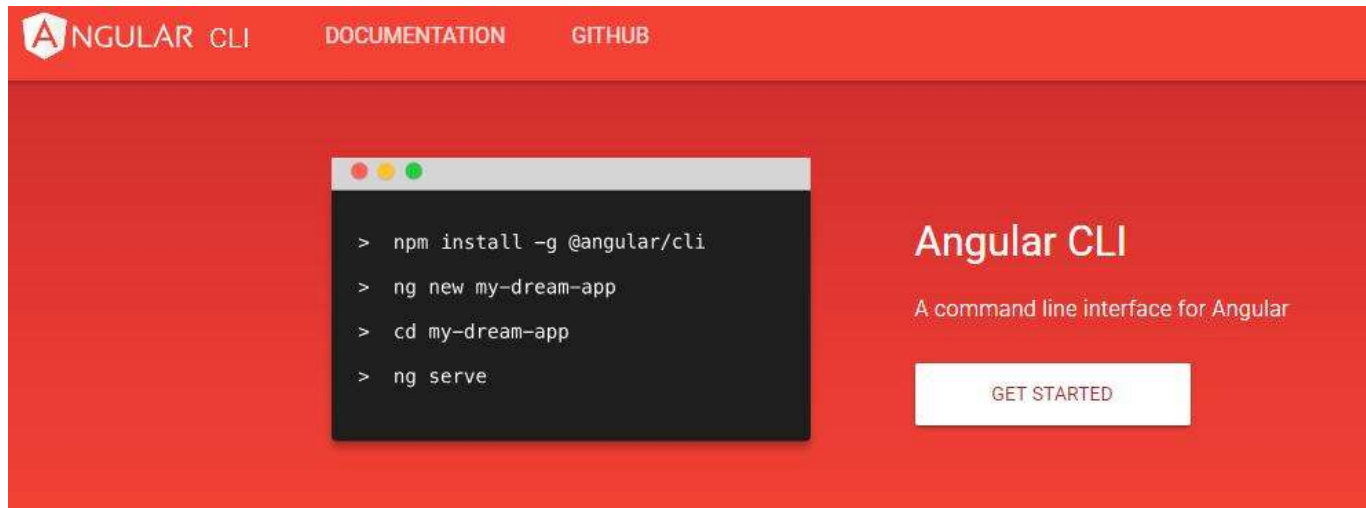 ANGULAR CLI DOCUMENTATION GITHUB
> npm install -g @angular/cli
> ng new my-dream-app
> cd my-dream-app
> ng serve
Angular CLI
A command line interface for Angular
GET STARTED